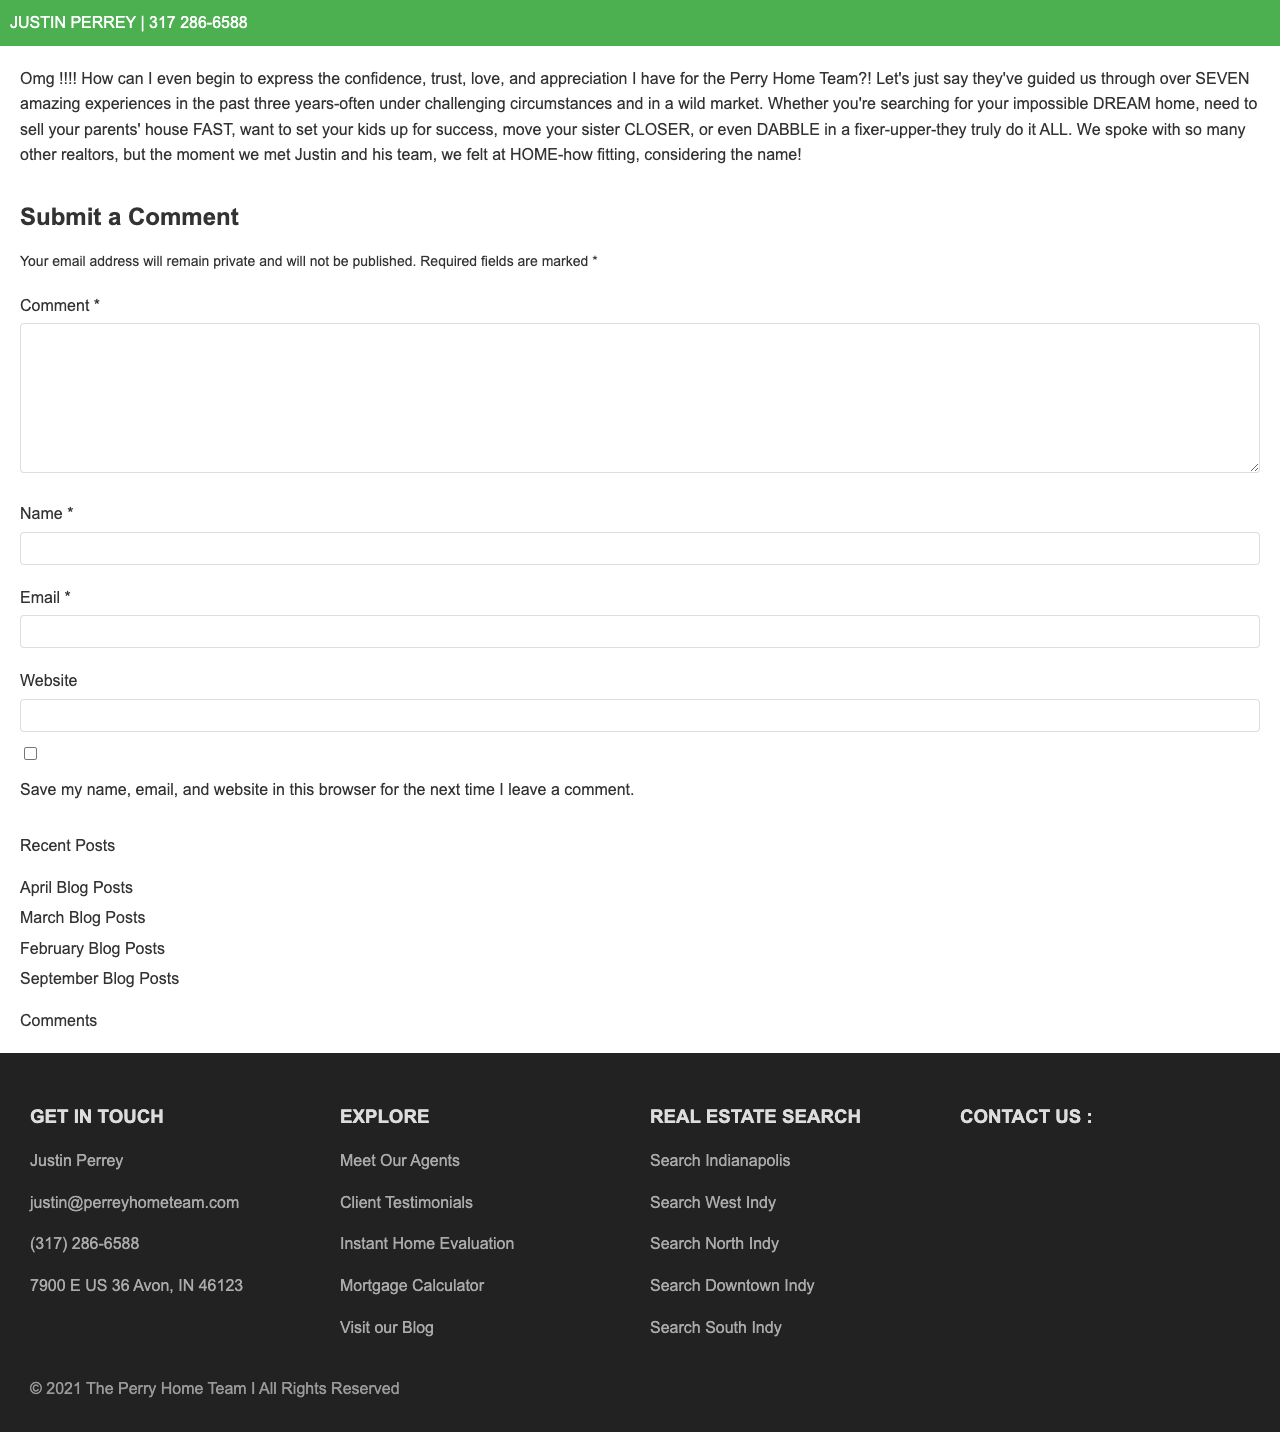 JUSTIN PERREY | 317 286-6588
Omg !!!! How can I even begin to express the confidence, trust, love, and appreciation I have for the Perry Home Team?! Let's just say they've guided us through over SEVEN
amazing experiences in the past three years-often under challenging circumstances and in a wild market. Whether you're searching for your impossible DREAM home, need to
sell your parents' house FAST, want to set your kids up for success, move your sister CLOSER, or even DABBLE in a fixer-upper-they truly do it ALL. We spoke with so many
other realtors, but the moment we met Justin and his team, we felt at HOME-how fitting, considering the name!
Submit a Comment
Your email address will remain private and will not be published. Required fields are marked *
Comment *
Name *
Email *
Website
Save my name, email, and website in this browser for the next time I leave a comment.
Recent Posts
April Blog Posts
March Blog Posts
February Blog Posts
September Blog Posts
Comments
GET IN TOUCH
Justin Perrey
justin@perreyhometeam.com
(317) 286-6588
7900 E US 36 Avon, IN 46123
EXPLORE
Meet Our Agents
Client Testimonials
Instant Home Evaluation
Mortgage Calculator
Visit our Blog
REAL ESTATE SEARCH
Search Indianapolis
Search West Indy
Search North Indy
Search Downtown Indy
Search South Indy
CONTACT US :
© 2021 The Perry Home Team I All Rights Reserved